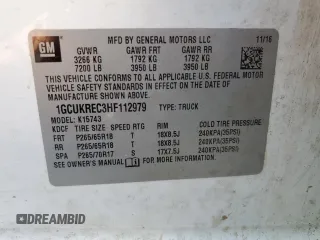 GM
MFD BY GENERAL MOTORS LLC 11/16
GVWR GAWR FRT GAWR RR
3266 KG 1792 KG 1792 KG
7200 LB 3950 LB 3950 LB
THIS VEHICLE CONFORMS TO ALL APPLICABLE U.S. FEDERAL MOTOR
VEHICLE SAFETY STANDARDS IN EFFECT ON THE DATE OF
MANUFACTURE SHOWN ABOVE.
1GCUKREC3HF112979 TYPE: TRUCK
MODEL: K15743
KDCF TIRE SIZE SPEED RTG RIM COLD TIRE PRESSURE
FRT P265/65R18 T 18X8.5J 240KPA(35PSI)
RR P265/65R18 T 18X8.5J 240KPA(35PSI)
SPA P265/70R17 S 17X7.5J 240KPA(35PSI)
SEE OWNER'S MANUAL FOR MORE INFORMATION.
DREAMBID